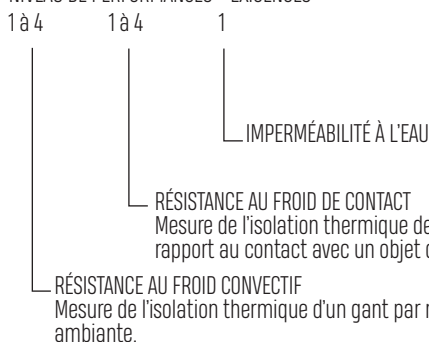 1 à 4 1 à 4 1
IMPERMÉABILITÉ À L'EAU
RÉSISTANCE AU FROID DE CONTACT
Mesure de l'isolation thermique
rapport au contact avec un objet
RÉSISTANCE AU FROID CONVECTIF
Mesure de l'isolation thermique d'un gant par
ambiante.